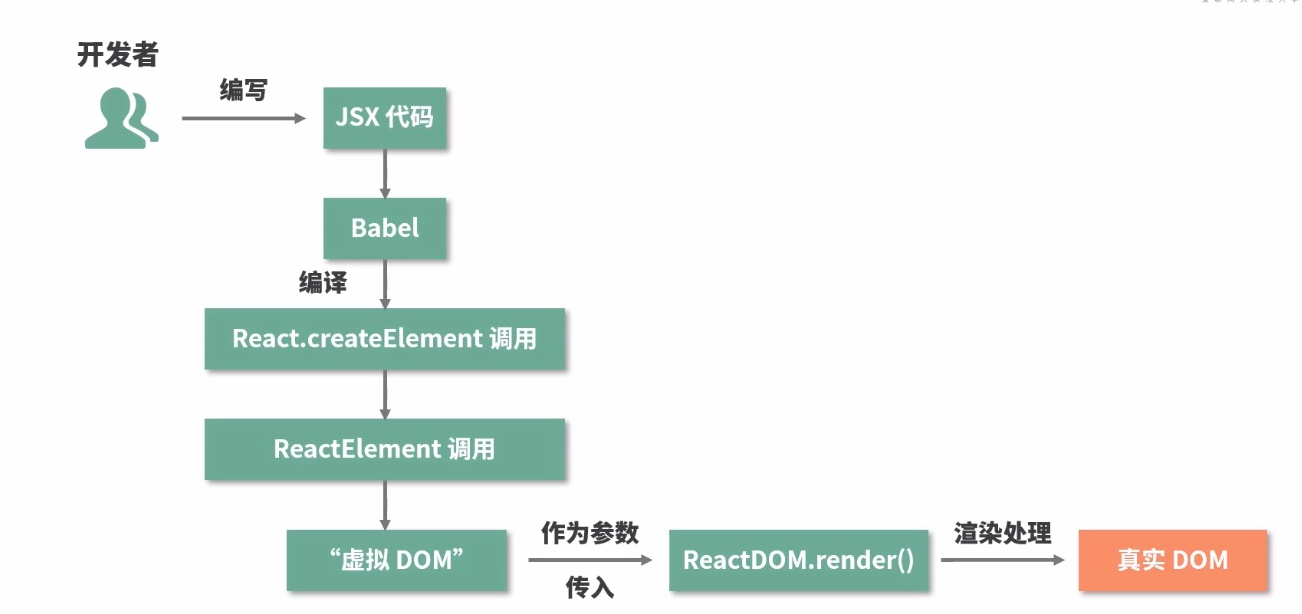 开发者
编写
JSX 代码
Babel
编译
React.createElement 调用
ReactElement 调用
“虚拟 DOM”
作为参数
传入
ReactDOM.render()
渲染处理
真实 DOM